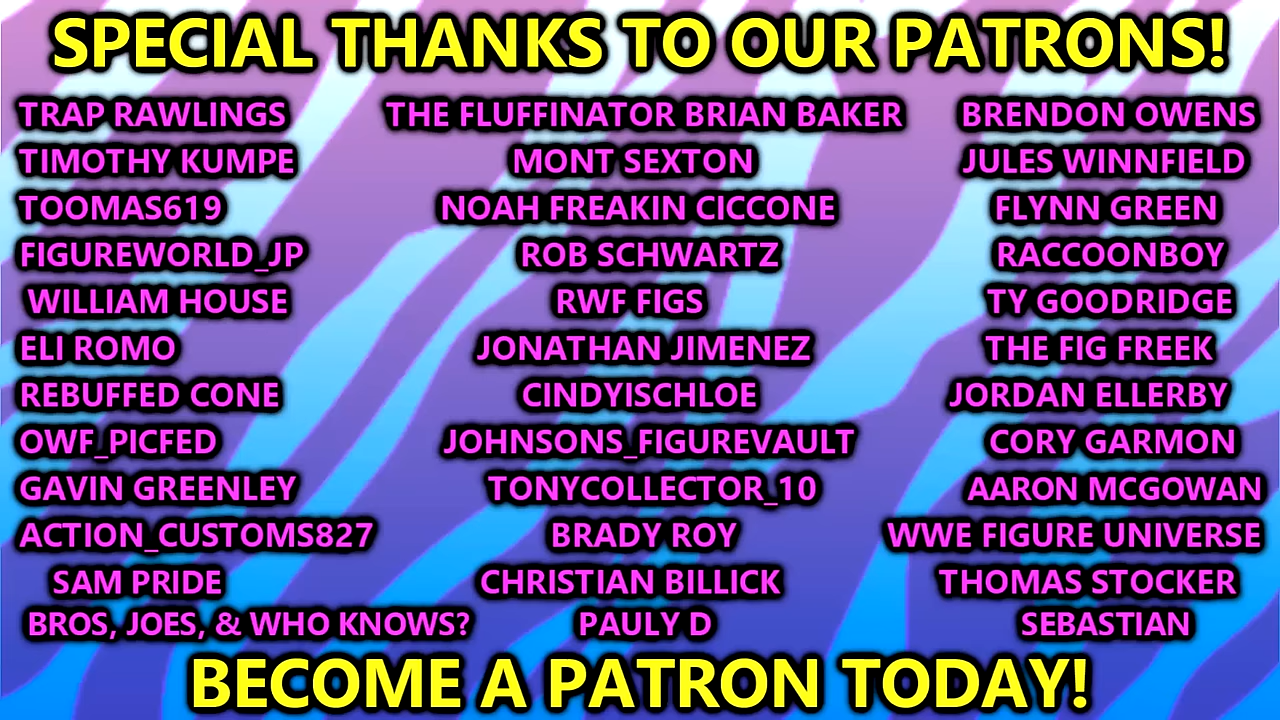 SPECIAL THANKS TO OUR PATRONS!
TRAP RAWLINGS THE FLUFFINATOR BRIAN BAKER BRENDON OWENS
TIMOTHY KUMPE MONT SEXTON JULES WINNFIELD
TOOMAS619 NOAH FREAKIN CICCONE FLYNN GREEN
FIGUREWORLD_JP ROB SCHWARTZ RACCOONBOY
WILLIAM HOUSE RWF FIGS TY GOODRIDGE
ELI ROMO JONATHAN JIMENEZ THE FIG FREEK
REBUFFED CONE CINDYISCHLOE JORDAN ELLERBY
OWF_PICFED JOHNSONS_FIGUREVAULT CORY GARMON
GAVIN GREENLEY TONYCOLLECTOR_10 AARON MCGOWAN
ACTION_CUSTOMS827 BRADY ROY WWE FIGURE UNIVERSE
SAM PRIDE CHRISTIAN BILLICK THOMAS STOCKER
BROS, JOES, & WHO KNOWS? PAULY D SEBASTIAN
BECOME A PATRON TODAY!